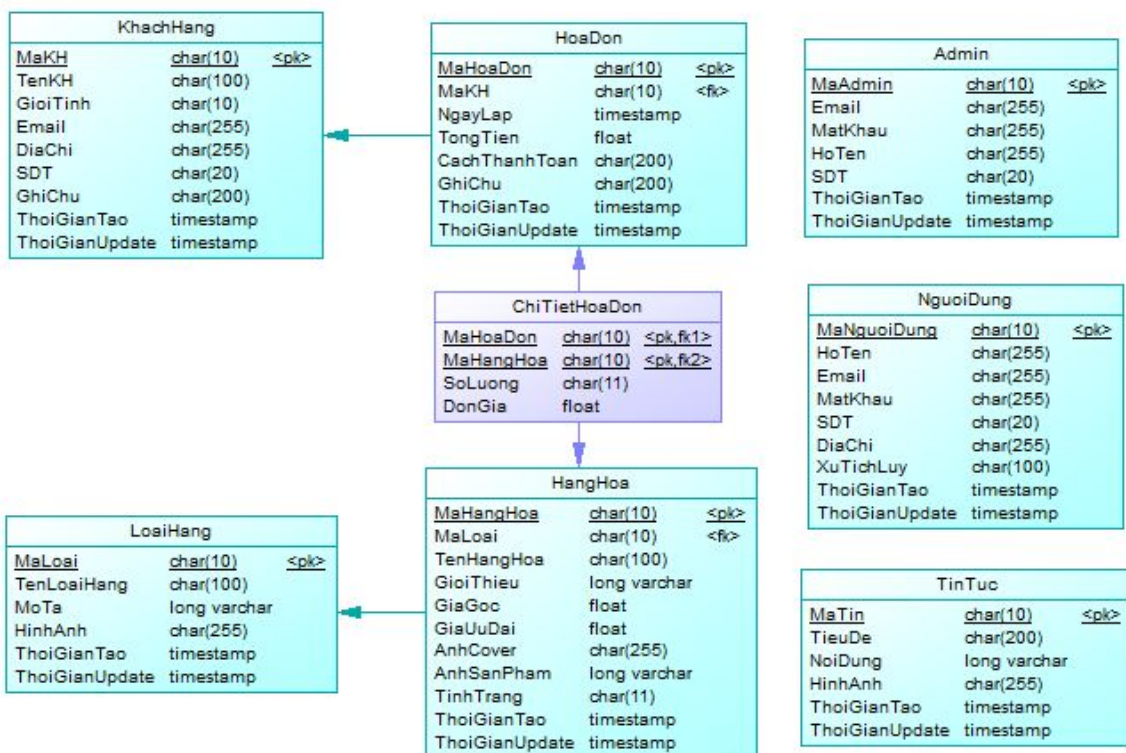 KhachHang
MaKH char(10) <pk>
TenKH char(100)
GioiTinh char(10)
Email char(255)
DiaChi char(255)
SDT char(20)
GhiChu char(200)
ThoiGianTao timestamp
ThoiGianUpdate timestamp
HoaDon
MaHoaDon char(10) <pk>
MaKH char(10) <fk>
NgayLap timestamp
TongTien float
CachThanhToan char(200)
GhiChu char(200)
ThoiGianTao timestamp
ThoiGianUpdate timestamp
Admin
MaAdmin char(10) <pk>
Email char(255)
MatKhau char(255)
HoTen char(255)
SDT char(20)
ThoiGianTao timestamp
ThoiGianUpdate timestamp
ChiTietHoaDon
MaHoaDon char(10) <pk,fk1>
MaHangHoa char(10) <pk,fk2>
SoLuong char(11)
DonGia float
NguoiDung
MaNguoiDung char(10) <pk>
HoTen char(255)
Email char(255)
MatKhau char(255)
SDT char(20)
DiaChi char(255)
XuTichLuy char(100)
ThoiGianTao timestamp
ThoiGianUpdate timestamp
LoaiHang
MaLoai char(10) <pk>
TenLoaiHang char(100)
MoTa long varchar
HinhAnh char(255)
ThoiGianTao timestamp
ThoiGianUpdate timestamp
HangHoa
MaHangHoa char(10) <pk>
MaLoai char(10) <fk>
TenHangHoa char(100)
GioiThieu long varchar
GiaGoc float
GiaUuDai float
AnhCover char(255)
AnhSanPham long varchar
TinhTrang char(11)
ThoiGianTao timestamp
ThoiGianUpdate timestamp
TinTuc
MaTin char(10) <pk>
TieuDe char(200)
NoiDung long varchar
HinhAnh char(255)
ThoiGianTao timestamp
ThoiGianUpdate timestamp